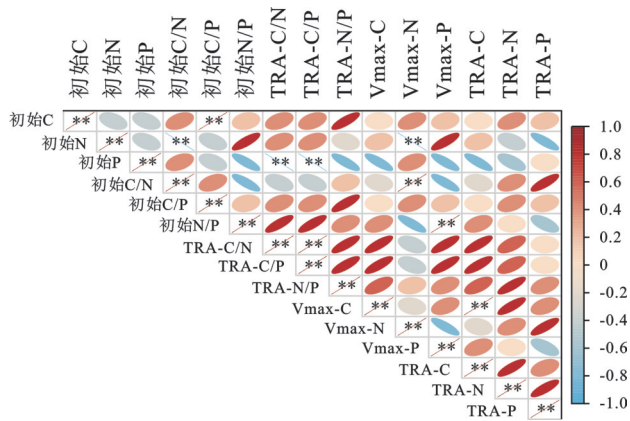 初始C 初始N 初始P 初始C/N 初始C/P 初始N/P TRA-C/N TRA-C/P TRA-N/P Vmax-C Vmax-N Vmax-P TRA-C TRA-N TRA-P
初始C ** **
初始N ** ** **
初始P ** ** **
初始C/N ** **
初始C/P **
初始N/P ** **
TRA-C/N ** **
TRA-C/P **
TRA-N/P **
Vmax-C ** **
Vmax-N **
Vmax-P **
TRA-C **
TRA-N **
TRA-P **
1.0
0.8
0.6
0.4
0.2
0
-0.2
-0.4
-0.6
-0.8
-1.0